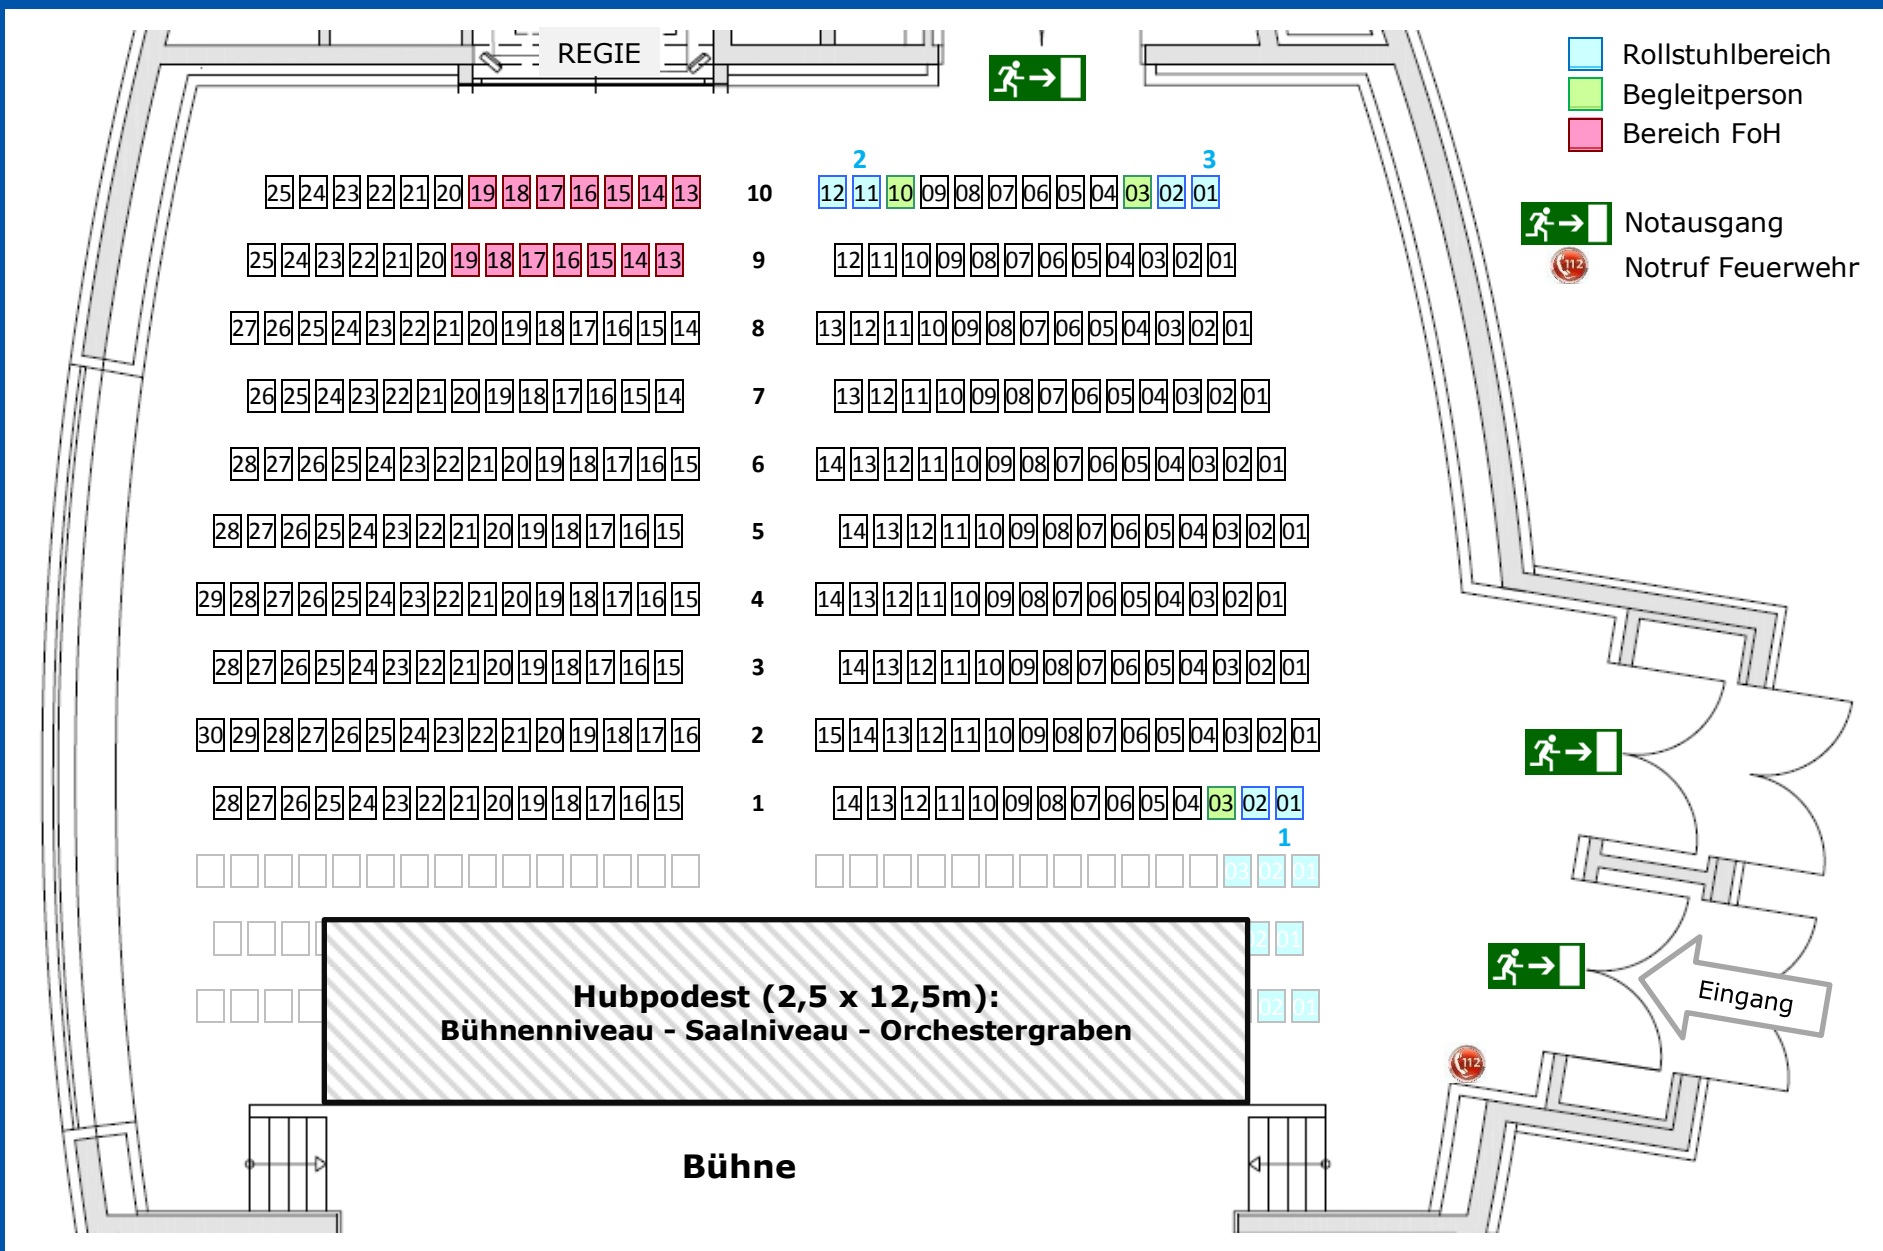 REGIE
Rollstuhlbereich
Begleitperson
Bereich FoH
Notausgang
112 Notruf Feuerwehr
2 3
25 24 23 22 21 20 19 18 17 16 15 14 13 10 12 11 10 09 08 07 06 05 04 03 02 01
25 24 23 22 21 20 19 18 17 16 15 14 13 9 12 11 10 09 08 07 06 05 04 03 02 01
27 26 25 24 23 22 21 20 19 18 17 16 15 14 8 13 12 11 10 09 08 07 06 05 04 03 02 01
26 25 24 23 22 21 20 19 18 17 16 15 14 7 13 12 11 10 09 08 07 06 05 04 03 02 01
28 27 26 25 24 23 22 21 20 19 18 17 16 15 6 14 13 12 11 10 09 08 07 06 05 04 03 02 01
28 27 26 25 24 23 22 21 20 19 18 17 16 15 5 14 13 12 11 10 09 08 07 06 05 04 03 02 01
29 28 27 26 25 24 23 22 21 20 19 18 17 16 15 4 14 13 12 11 10 09 08 07 06 05 04 03 02 01
28 27 26 25 24 23 22 21 20 19 18 17 16 15 3 14 13 12 11 10 09 08 07 06 05 04 03 02 01
30 29 28 27 26 25 24 23 22 21 20 19 18 17 16 2 15 14 13 12 11 10 09 08 07 06 05 04 03 02 01
28 27 26 25 24 23 22 21 20 19 18 17 16 15 1 14 13 12 11 10 09 08 07 06 05 04 03 02 01
1
03 02 01
2 01
02 01
Hubpodest (2,5 x 12,5m):
Bühnenniveau - Saalniveau - Orchestergraben
Eingang
112
Bühne